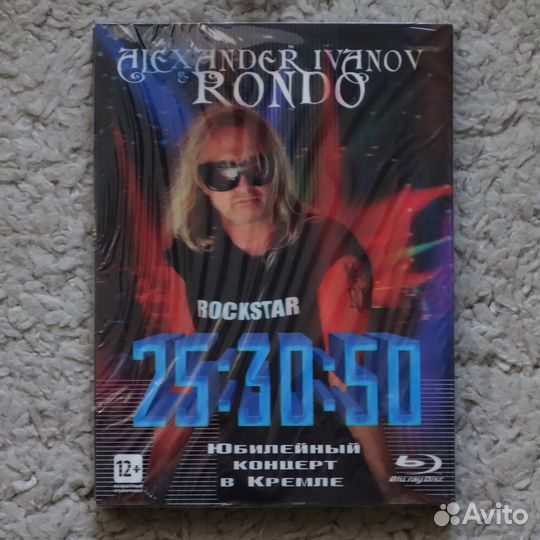 ALEXANDER IVANOV
& RONDO
ROCKSTAR
25:30:50
Юбилейный
концерт
в Кремле
12+
Blu-ray Disc
Avito